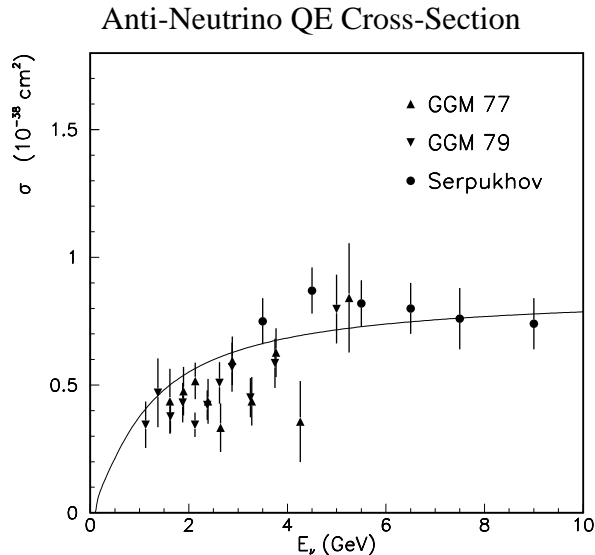 Anti-Neutrino QE Cross-Section
σ (10⁻³⁸ cm²)
1.5
1
0.5
0
GGM 77
GGM 79
Serpukhov
0 2 4 6 8 10
Eν (GeV)